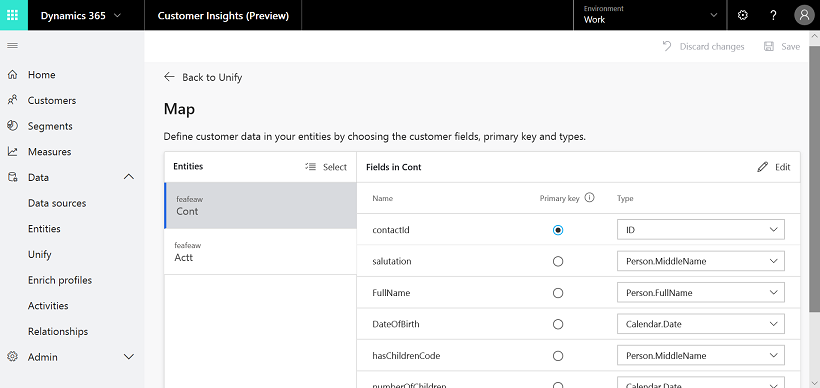 Dynamics 365
Customer Insights (Preview)
Environment
Work
?
Discard changes
Save
Home
Customers
Segments
Measures
Data
Data sources
Entities
Unify
Enrich profiles
Activities
Relationships
Admin
Back to Unify
Map
Define customer data in your entities by choosing the customer fields, primary key and types.
Entities
Select
feafeaw
Cont
feafeaw
Actt
Fields in Cont
Edit
Name Primary key Type
contactId ID
salutation Person.MiddleName
FullName Person.FullName
DateOfBirth Calendar.Date
hasChildrenCode Person.MiddleName
numberOfChildren Calendar.Date